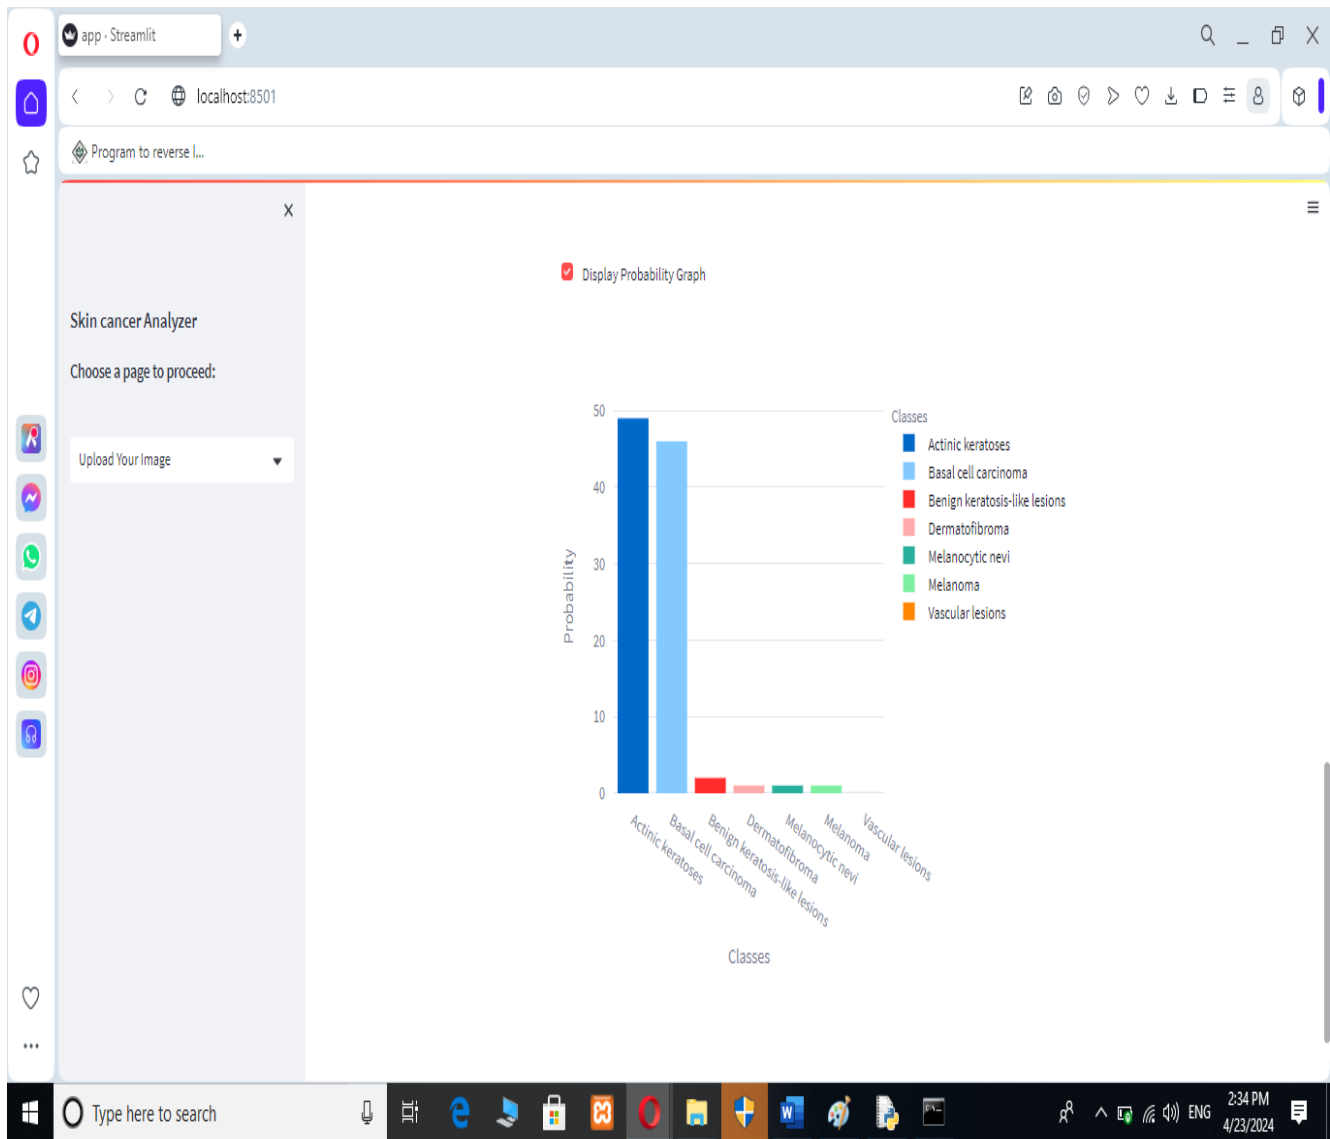 app · Streamlit
localhost:8501
Program to reverse l...
Skin cancer Analyzer
Choose a page to proceed:
Upload Your Image
Display Probability Graph
50
40
30
20
10
0
Probability
Actinic keratoses
Basal cell carcinoma
Benign keratosis-like lesions
Dermatofibroma
Melanocytic nevi
Melanoma
Vascular lesions
Classes
Classes
Actinic keratoses
Basal cell carcinoma
Benign keratosis-like lesions
Dermatofibroma
Melanocytic nevi
Melanoma
Vascular lesions
Type here to search
ENG
2:34 PM
4/23/2024